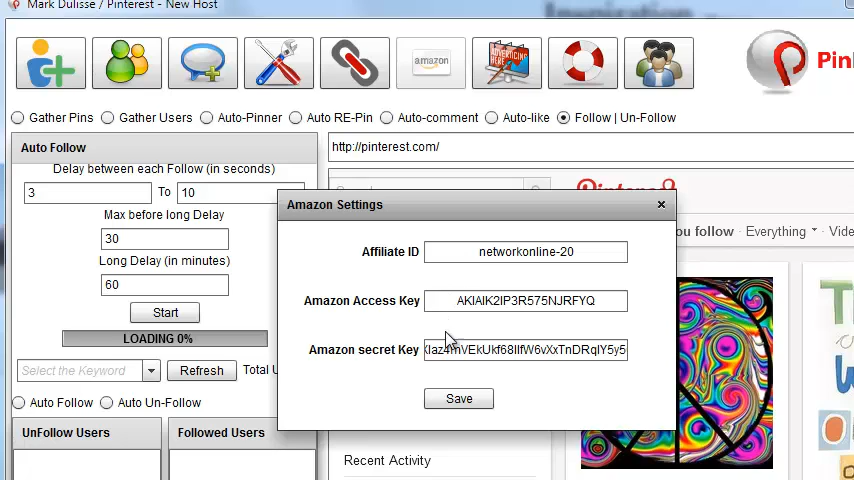 Mark Dulisse / Pinterest - New Host
amazon
ADVERTISING HERE
Gather Pins Gather Users Auto-Pinner Auto RE-Pin Auto-comment Auto-like Follow | Un-Follow
Auto Follow
http://pinterest.com/
Delay between each Follow (in seconds)
3 To 10
Max before long Delay
30
Long Delay (in minutes)
60
Start
LOADING 0%
Select the Keyword Refresh Total
Auto Follow Auto Un-Follow
UnFollow Users Followed Users
Amazon Settings
Affiliate ID networkonline-20
Amazon Access Key
Amazon secret Key
Save
you follow Everything
Recent Activity